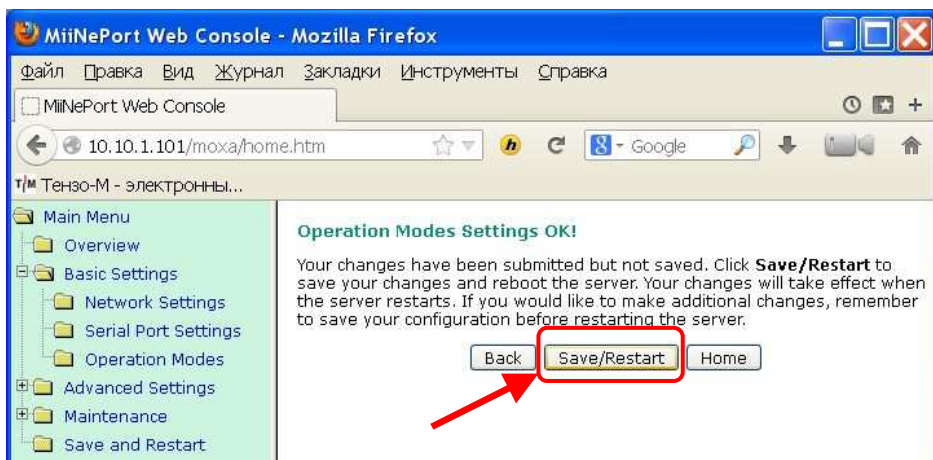 MiiNePort Web Console - Mozilla Firefox
Файл Правка Вид Журнал Закладки Инструменты Справка
MiiNePort Web Console
10.10.1.101/moxa/home.htm Google
Т/М Тензо-М - электронны...
Main Menu
Overview
Basic Settings
Network Settings
Serial Port Settings
Operation Modes
Advanced Settings
Maintenance
Save and Restart
Operation Modes Settings OK!
Your changes have been submitted but not saved. Click Save/Restart to
save your changes and reboot the server. Your changes will take effect when
the server restarts. If you would like to make additional changes, remember
to save your configuration before restarting the server.
Back Save/Restart Home